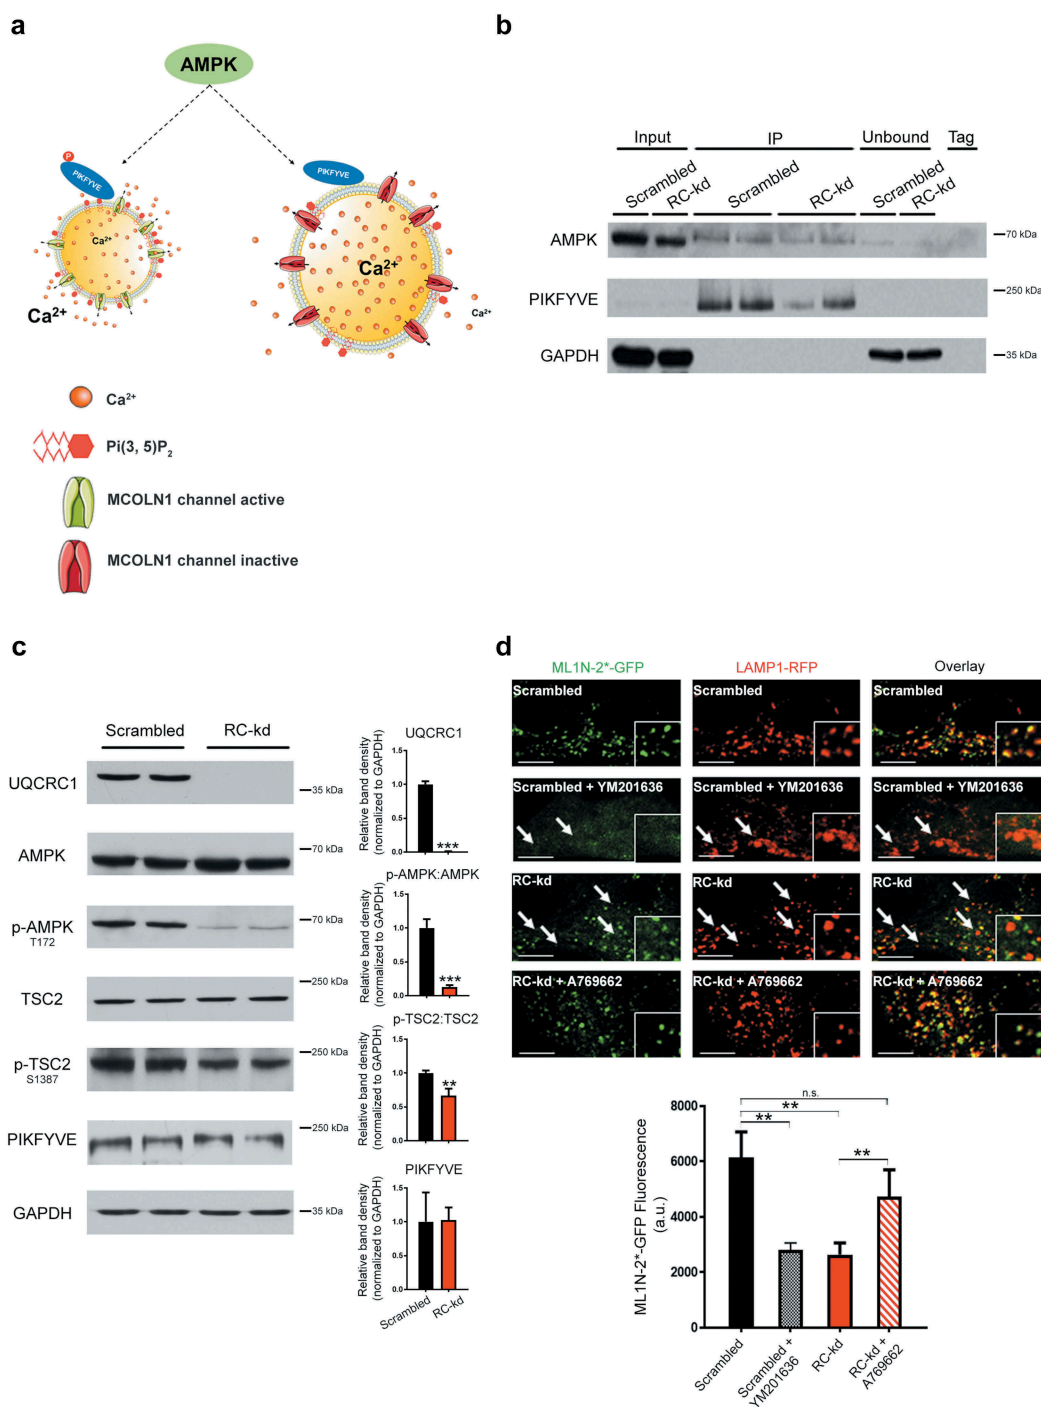 a
AMPK
P
PIKFYVE
Ca2+
Ca2+
PIKFYVE
Ca2+
Ca2+
Ca2+
Pi(3, 5)P2
MCOLN1 channel active
MCOLN1 channel inactive
b
Input IP Unbound Tag
Scrambled RC-kd Scrambled RC-kd Scrambled RC-kd
AMPK 70 kDa
PIKFYVE 250 kDa
GAPDH 35 kDa
c
Scrambled RC-kd
UQCRC1 35 kDa
AMPK 70 kDa
p-AMPK 70 kDa
T172
TSC2 250 kDa
p-TSC2 250 kDa
S1387
PIKFYVE 250 kDa
GAPDH 35 kDa
UQCRC1
Relative band density
(normalized to GAPDH)
1.5
1.0
0.5
0.0
***
p-AMPK:AMPK
Relative band density
(normalized to GAPDH)
1.5
1.0
0.5
0.0
***
p-TSC2:TSC2
Relative band density
(normalized to GAPDH)
1.5
1.0
0.5
0.0
**
PIKFYVE
Relative band density
(normalized to GAPDH)
1.5
1.0
0.5
0.0
Scrambled RC-kd
d
ML1N-2*-GFP LAMP1-RFP Overlay
Scrambled Scrambled Scrambled
Scrambled + YM201636 Scrambled + YM201636 Scrambled + YM201636
RC-kd RC-kd RC-kd
RC-kd + A769662 RC-kd + A769662 RC-kd + A769662
ML1N-2*-GFP Fluorescence
(a.u.)
8000
6000
4000
2000
0
n.s.
**
**
**
Scrambled
Scrambled +
YM201636
RC-kd
RC-kd +
A769662